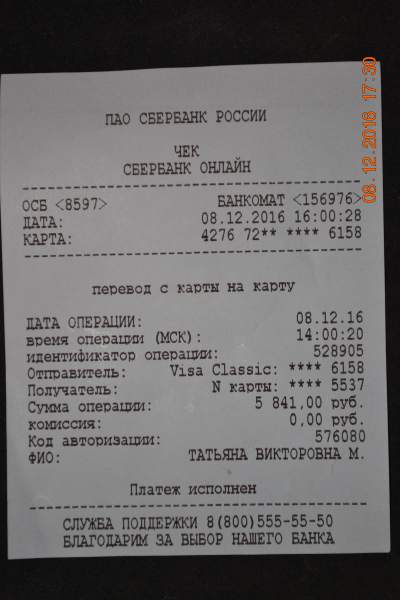 ПАО СБЕРБАНК РОССИИ
ЧЕК
СБЕРБАНК ОНЛАЙН
ОСБ <8597> БАНКОМАТ <156976>
ДАТА: 08.12.2016 16:00:28
КАРТА: 4276 72** **** 6158
перевод с карты на карту
ДАТА ОПЕРАЦИИ: 08.12.16
время операции (МСК): 14:00:20
идентификатор операции: 528905
Отправитель: Visa Classic: **** 6158
Получатель: N карты: **** 5537
Сумма операции: 5 841,00 руб.
комиссия: 0,00 руб.
Код авторизации: 576080
ФИО: ТАТЬЯНА ВИКТОРОВНА М.
Платеж исполнен
СЛУЖБА ПОДДЕРЖКИ 8(800)555-55-50
БЛАГОДАРИМ ЗА ВЫБОР НАШЕГО БАНКА
08.12.2016 17:30